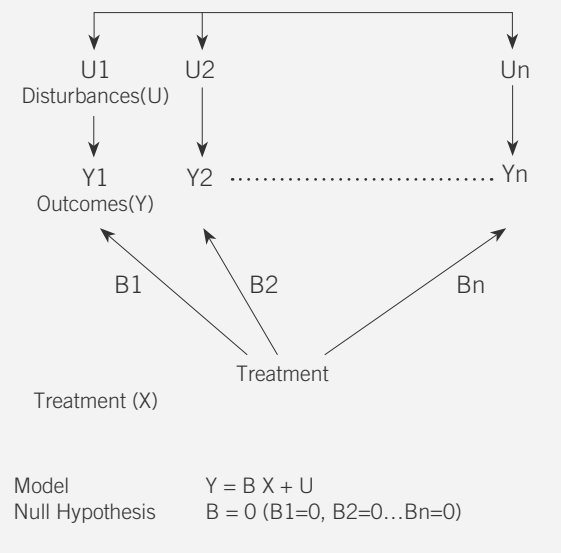 U1 U2 Un
Disturbances(U)
Y1 Y2 .................................. Yn
Outcomes(Y)
B1 B2 Bn
Treatment
Treatment (X)
Model Y = B X + U
Null Hypothesis B = 0 (B1=0, B2=0...Bn=0)